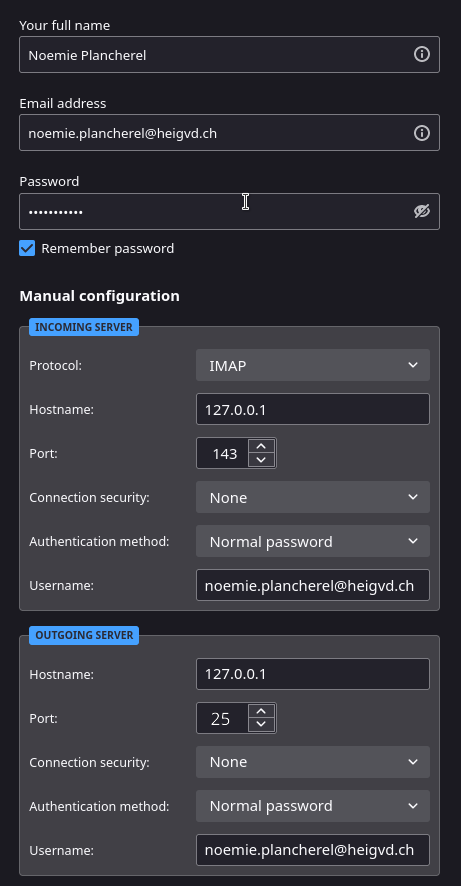 Your full name
Noemie Plancherel
Email address
noemie.plancherel@heigvd.ch
Password
•••••••••••
Remember password
Manual configuration
INCOMING SERVER
Protocol: IMAP
Hostname: 127.0.0.1
Port: 143
Connection security: None
Authentication method: Normal password
Username: noemie.plancherel@heigvd.ch
OUTGOING SERVER
Hostname: 127.0.0.1
Port: 25
Connection security: None
Authentication method: Normal password
Username: noemie.plancherel@heigvd.ch